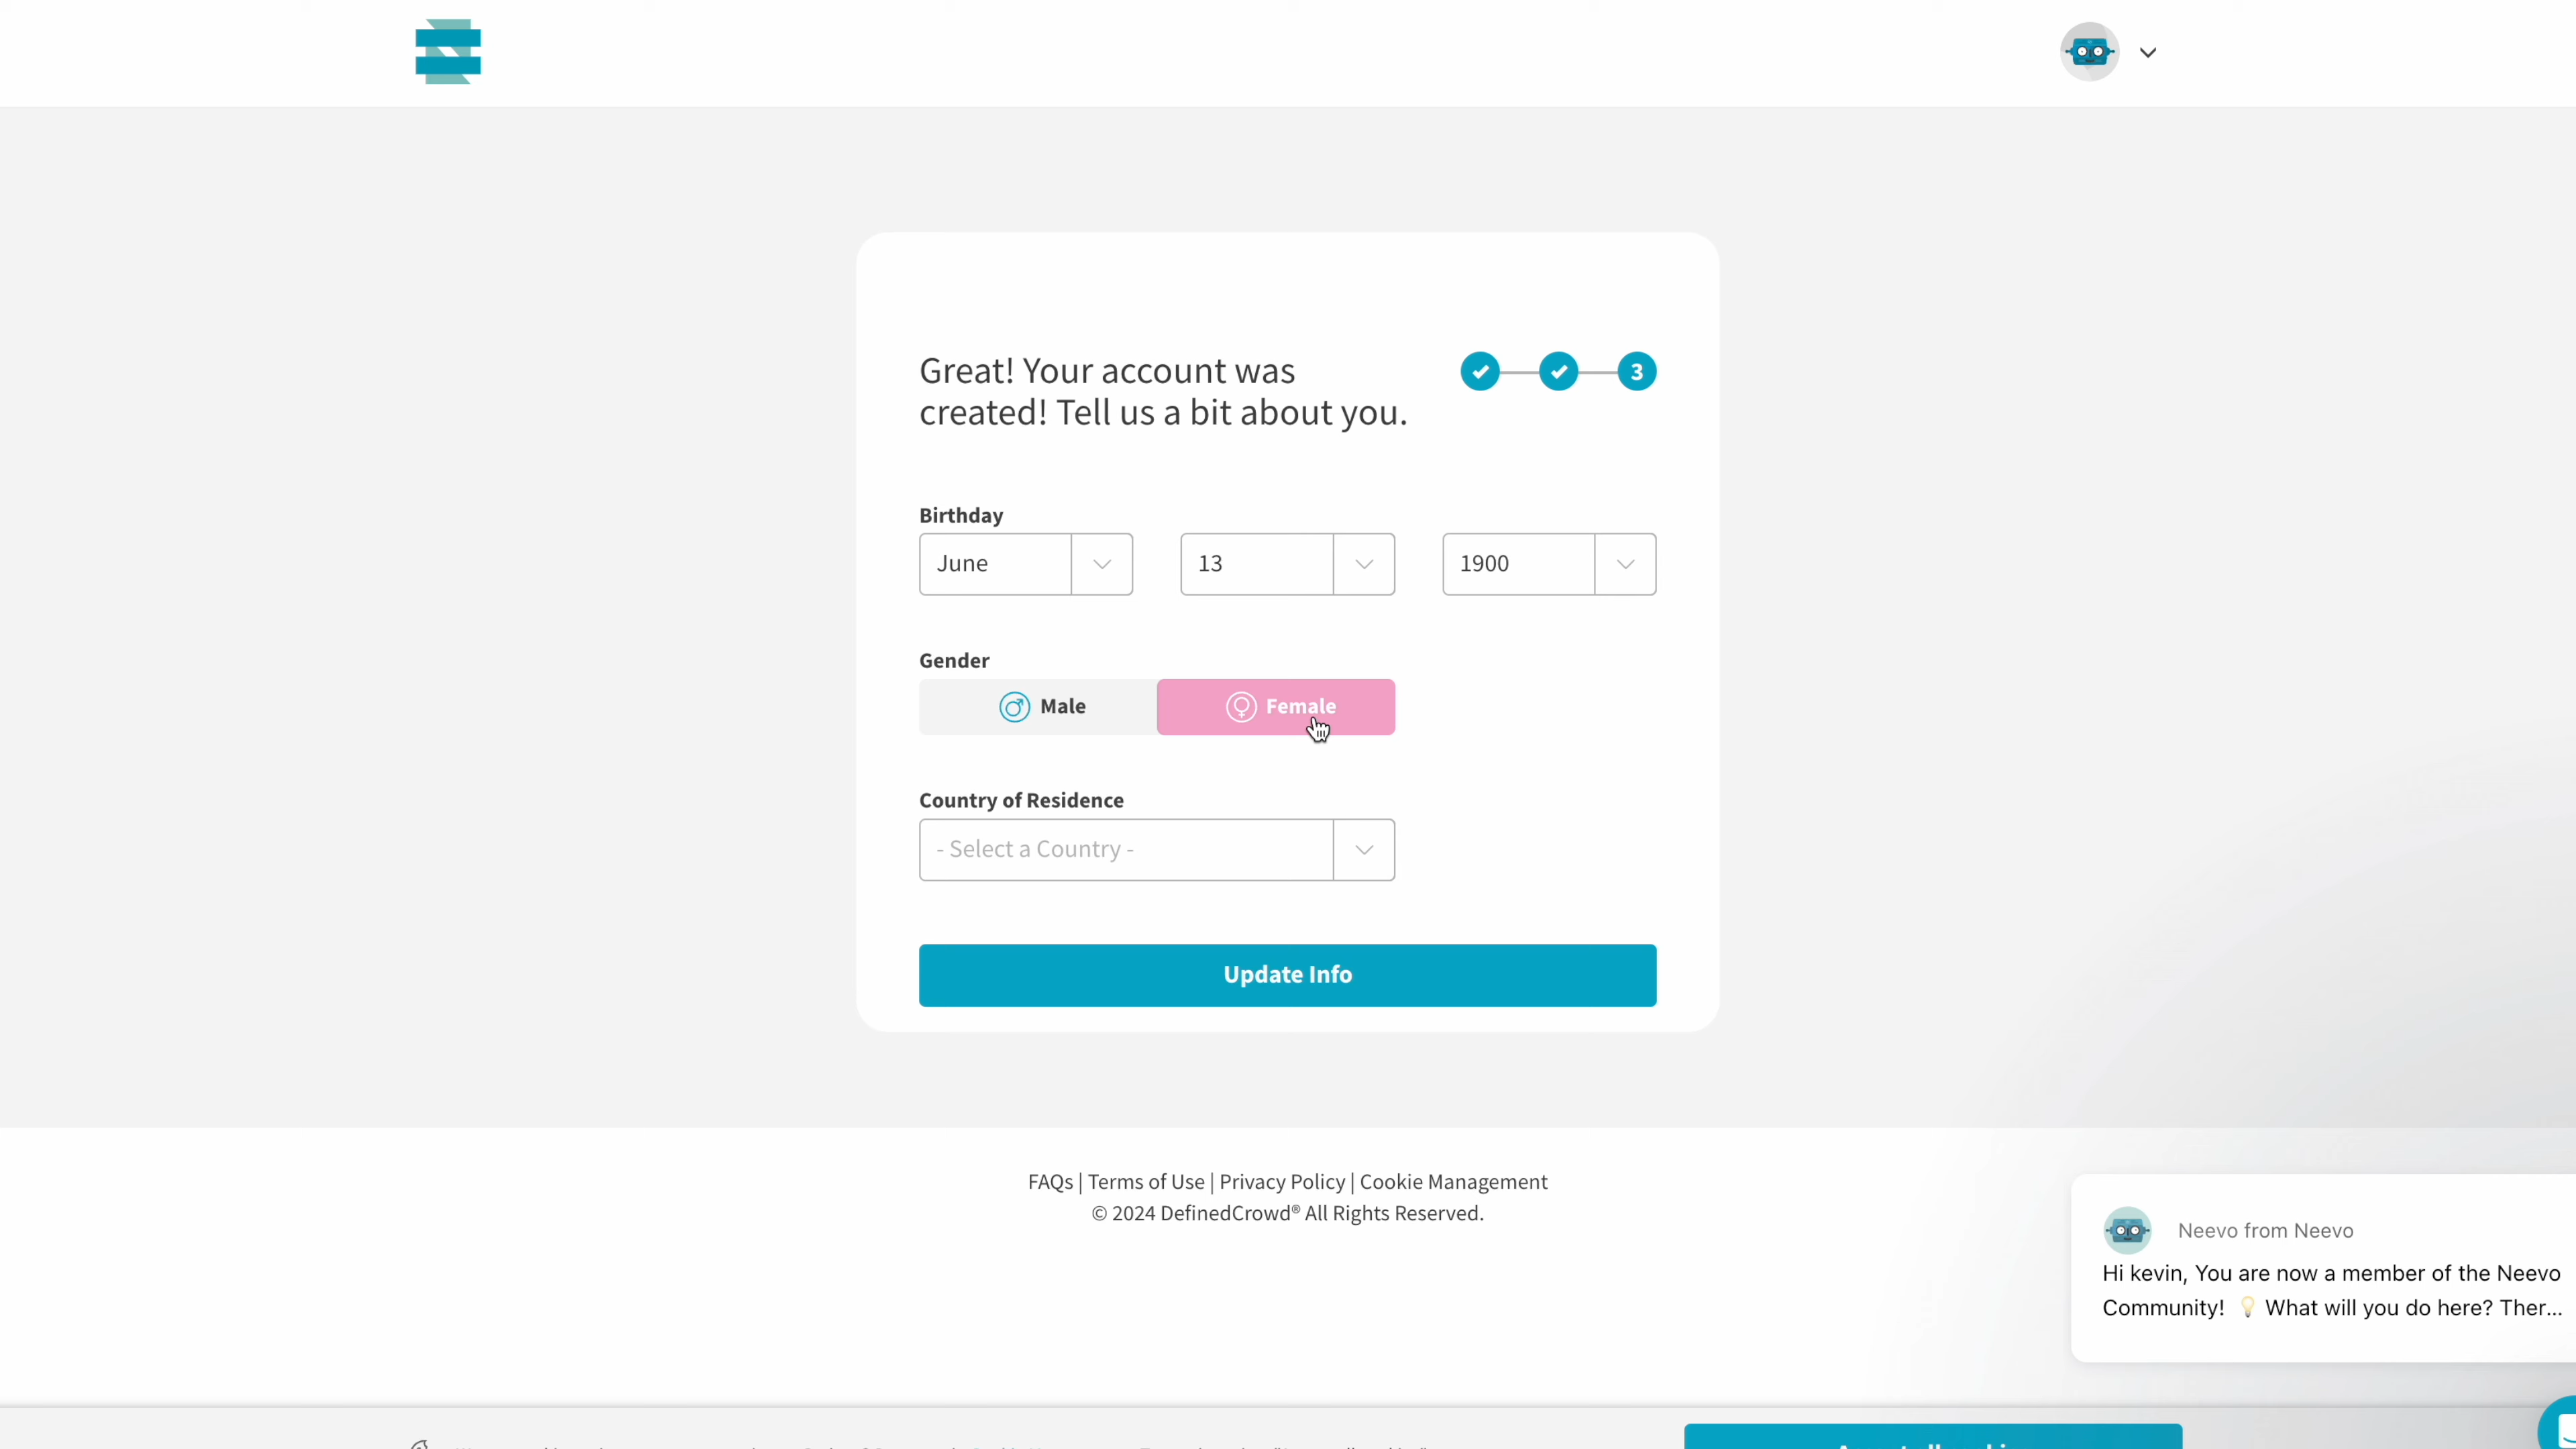 Great! Your account was
created! Tell us a bit about you.
3
Birthday
June
13
1900
Gender
Male
Female
Country of Residence
- Select a Country -
Update Info
FAQs | Terms of Use | Privacy Policy | Cookie Management
© 2024 DefinedCrowd® All Rights Reserved.
Neevo from Neevo
Hi kevin, You are now a member of the Neevo
Community! 💡 What will you do here? Ther...